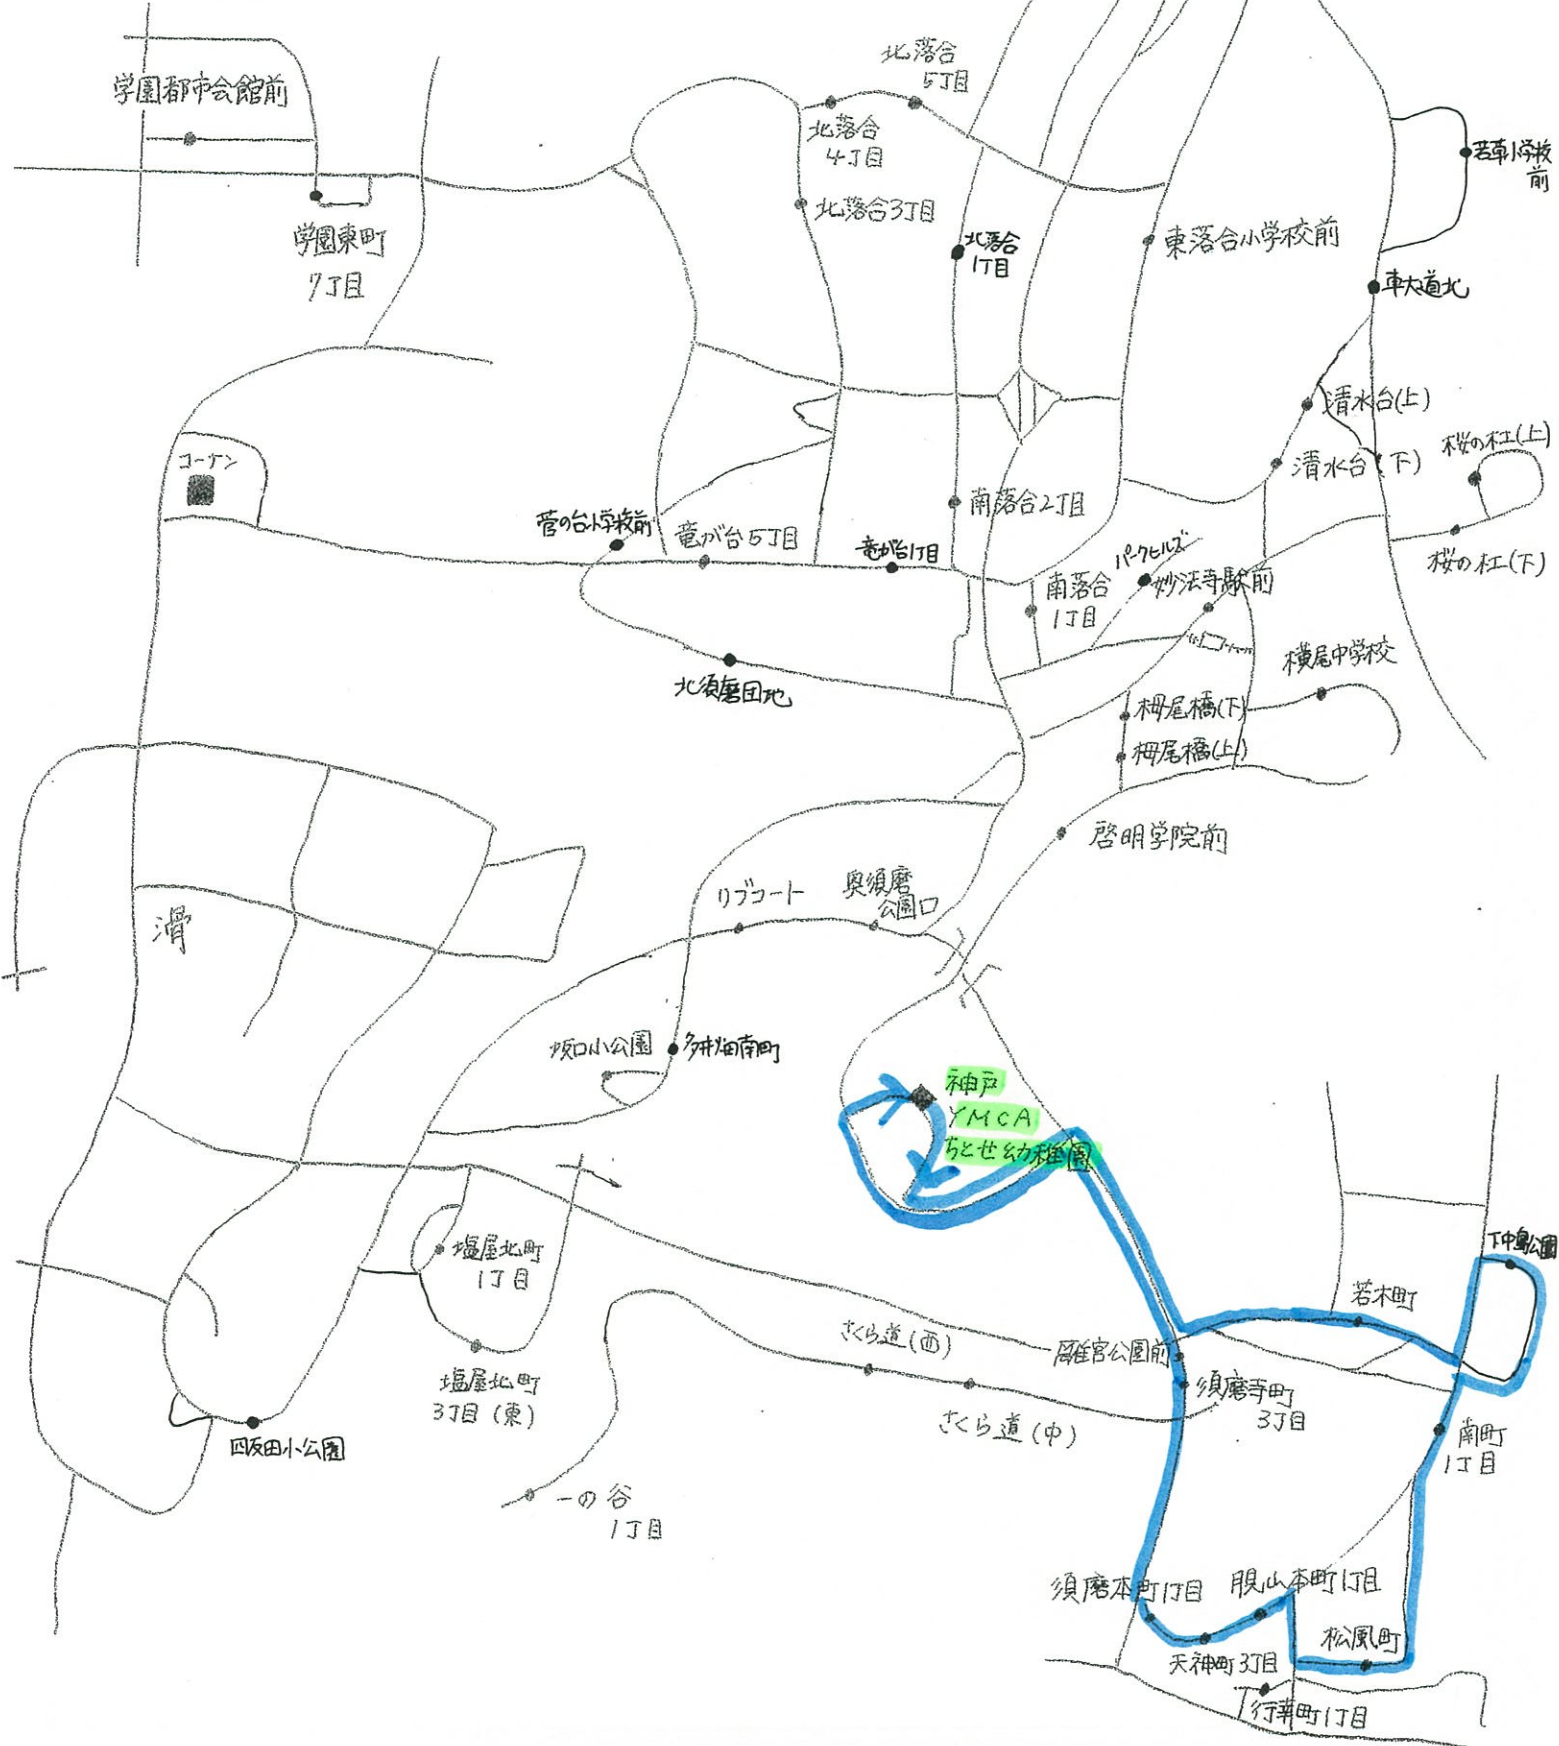 北落合
5丁目
学園都市会館前
北落合
4丁目
若草小学校
前
北落合3丁目
学園東町
7丁目
北落合
1丁目
東落合小学校前
車大道北
清水台(上)
桜の杜(上)
コーナン
清水台(下)
南落合2丁目
菅の台小学校前
竜が台5丁目
竜が台1丁目
パークヒルズ
桜の杜(下)
南落合
1丁目
妙法寺駅前
横尾中学校
北須磨団地
栂尾橋(下)
栂尾橋(上)
啓明学院前
リブコート
奥須磨
公園口
滑
坂口小公園
多井畑南町
神戸
YMCA
ちとせ幼稚園
塩屋北町
1丁目
下中島公園
若木町
さくら道(西)
離宮公園前
須磨寺町
3丁目
塩屋北町
3丁目(東)
さくら道(中)
南町
1丁目
四反田小公園
一の谷
1丁目
須磨本町1丁目
月見山本町1丁目
松風町
天神町3丁目
行幸町1丁目